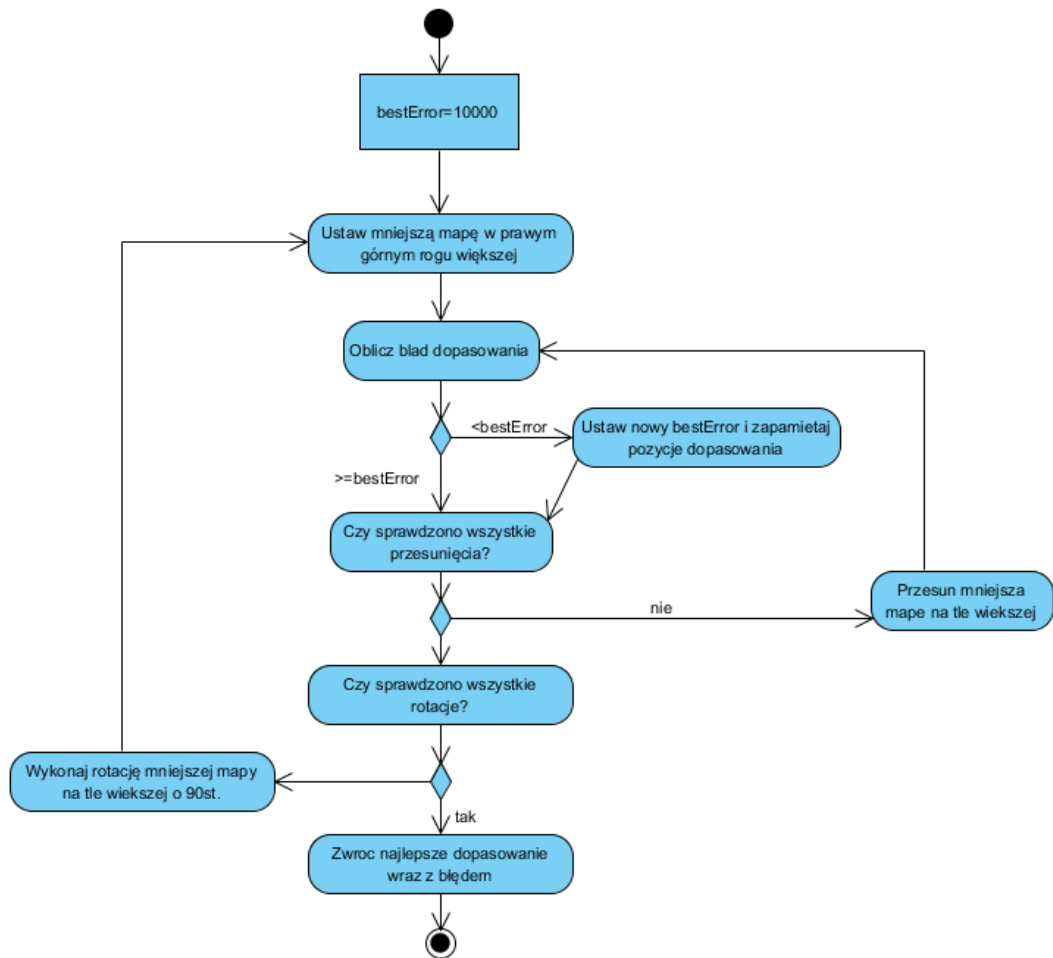 bestError=10000
Ustaw mniejszą mapę w prawym
górnym rogu większej
Oblicz blad dopasowania
<bestError
Ustaw nowy bestError i zapamietaj
pozycje dopasowania
>=bestError
Czy sprawdzono wszystkie
przesunięcia?
nie
Przesun mniejsza
mape na tle wiekszej
Czy sprawdzono wszystkie
rotacje?
Wykonaj rotację mniejszej mapy
na tle wiekszej o 90st.
tak
Zwroc najlepsze dopasowanie
wraz z błędem